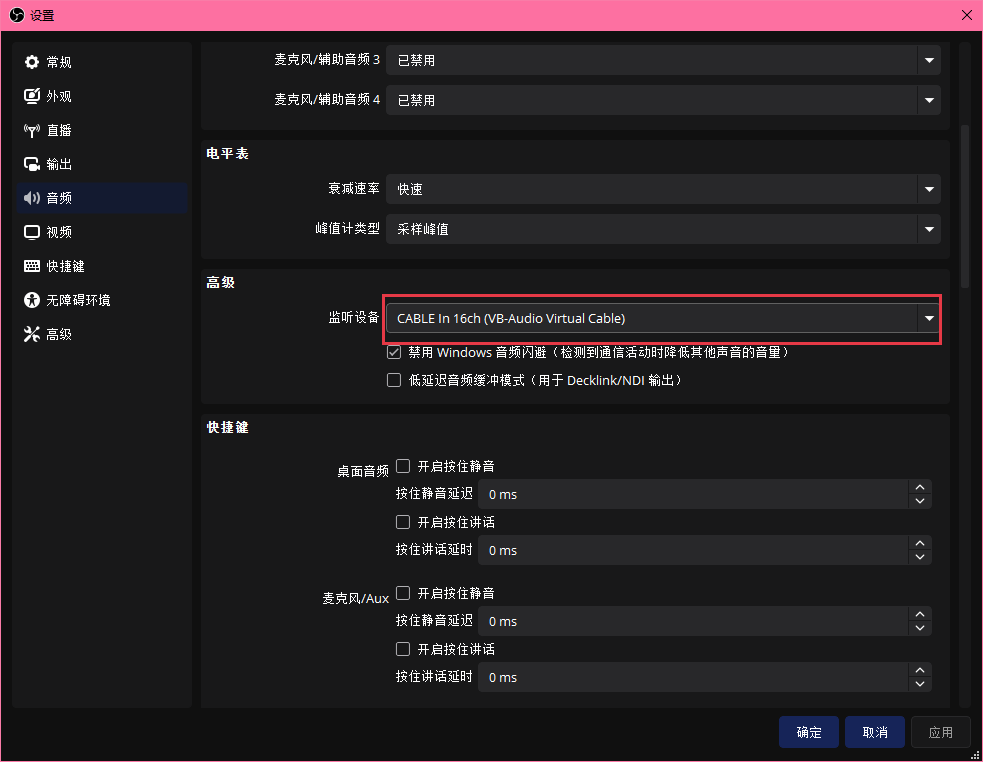 设置
常规
外观
直播
输出
音频
视频
快捷键
无障碍环境
高级
麦克风/辅助音频 3 已禁用
麦克风/辅助音频 4 已禁用
电平表
衰减速率 快速
峰值计类型 采样峰值
高级
监听设备 CABLE In 16ch (VB-Audio Virtual Cable)
禁用 Windows 音频闪避（检测到通信活动时降低其他声音的音量）
低延迟音频缓冲模式（用于 Decklink/NDI 输出）
快捷键
桌面音频 开启按住静音
按住静音延迟 0 ms
开启按住讲话
按住讲话延时 0 ms
麦克风/Aux 开启按住静音
按住静音延迟 0 ms
开启按住讲话
按住讲话延时 0 ms
确定 取消 应用